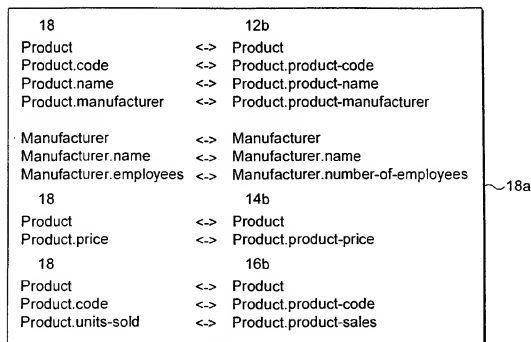 18 12b
Product <-> Product
Product.code <-> Product.product-code
Product.name <-> Product.product-name
Product.manufacturer <-> Product.product-manufacturer
Manufacturer <-> Manufacturer
Manufacturer.name <-> Manufacturer.name
Manufacturer.employees <-> Manufacturer.number-of-employees
18a
18 14b
Product <-> Product
Product.price <-> Product.product-price
18 16b
Product <-> Product
Product.code <-> Product.product-code
Product.units-sold <-> Product.product-sales